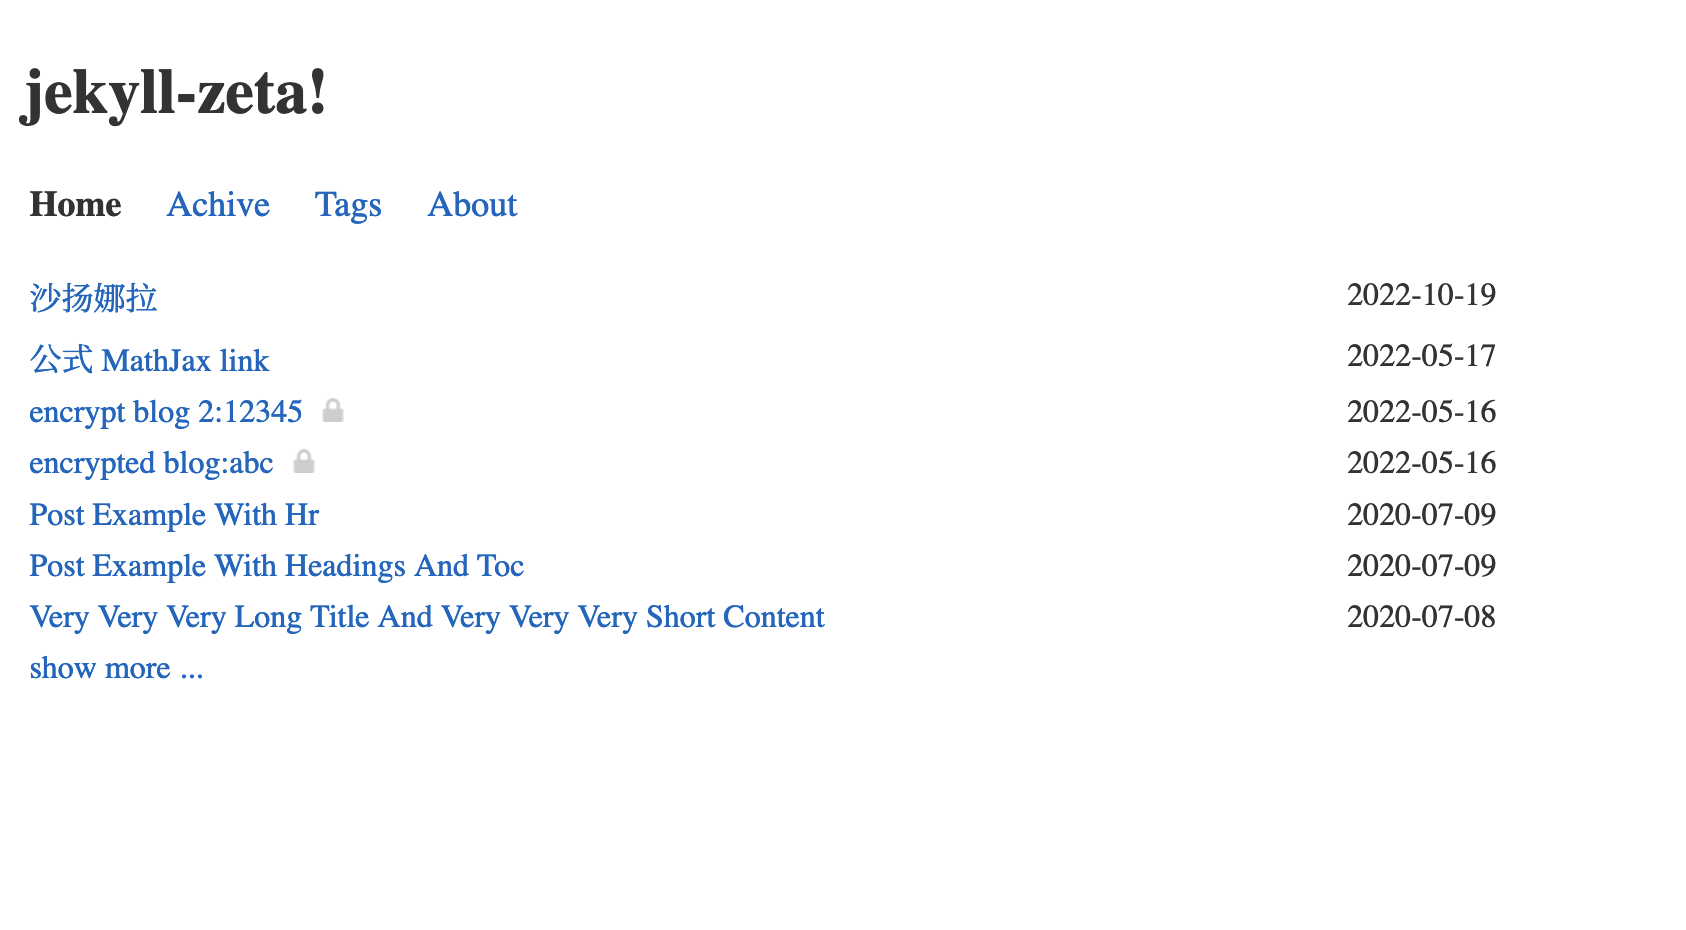 jekyll-zeta!
Home Achive Tags About
沙扬娜拉 2022-10-19
公式 MathJax link 2022-05-17
encrypt blog 2:12345 2022-05-16
encrypted blog:abc 2022-05-16
Post Example With Hr 2020-07-09
Post Example With Headings And Toc 2020-07-09
Very Very Very Long Title And Very Very Very Short Content 2020-07-08
show more ...